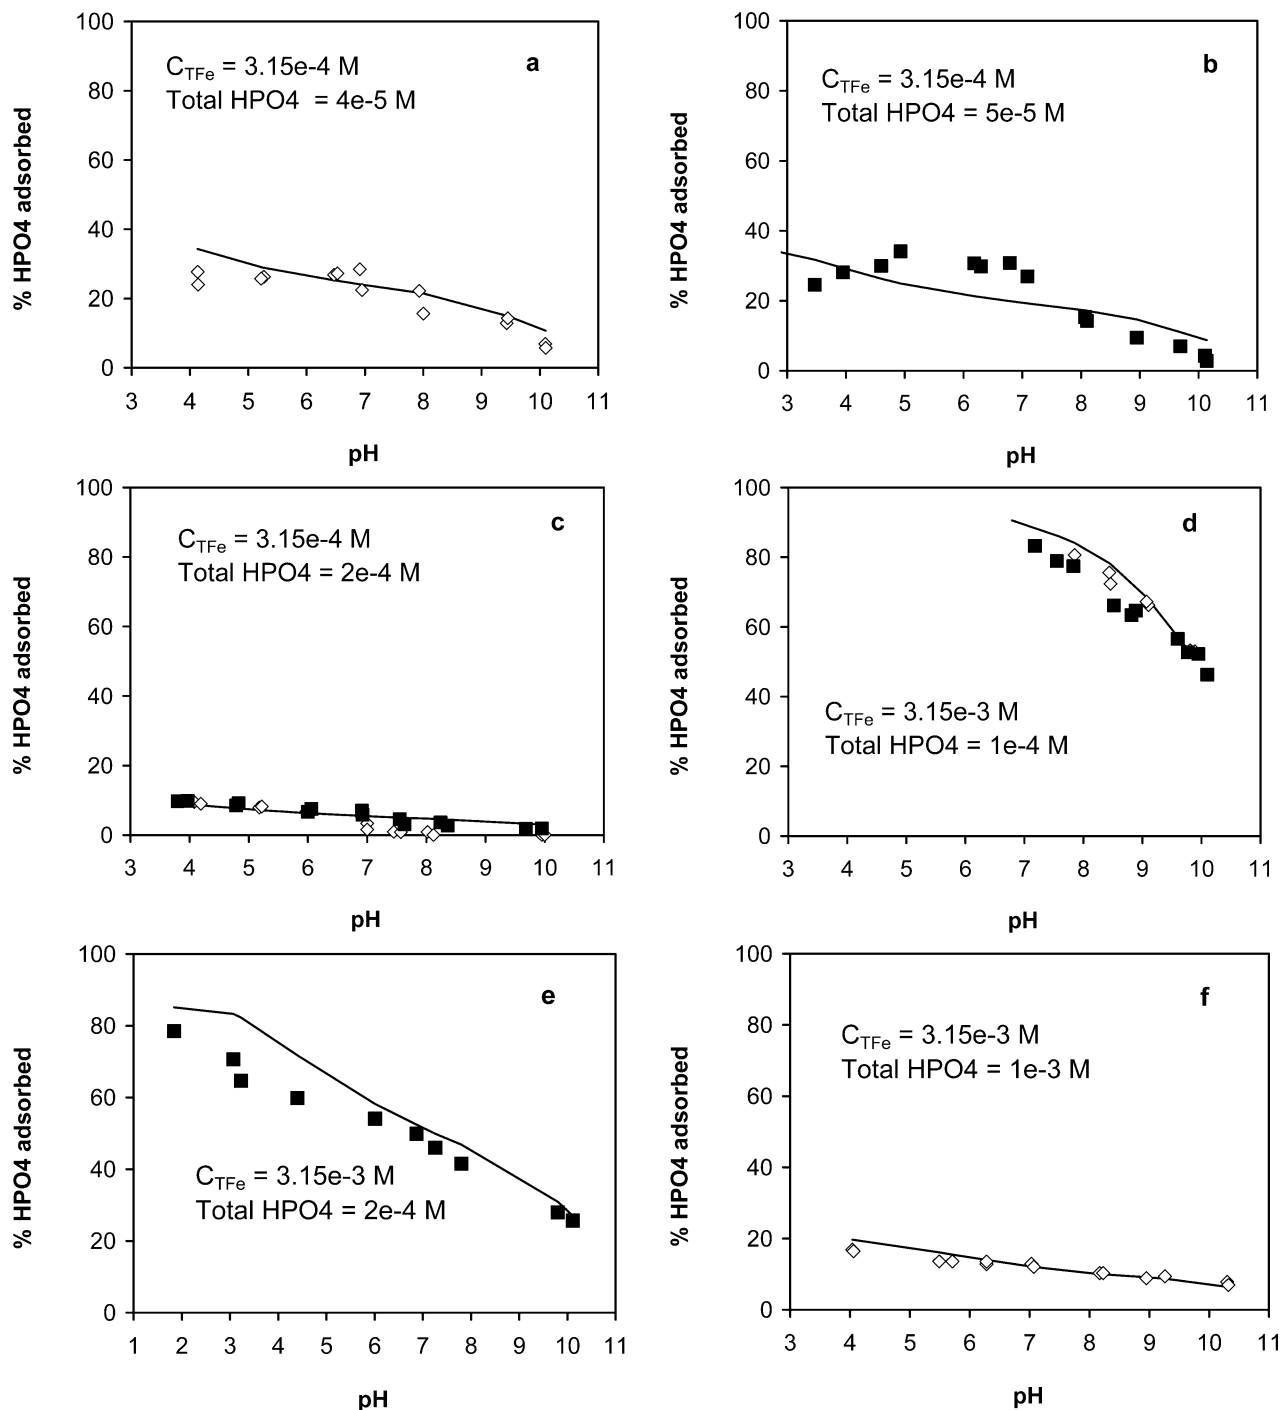 a
C_TFe = 3.15e-4 M
Total HPO4 = 4e-5 M
% HPO4 adsorbed
100
80
60
40
20
0
3 4 5 6 7 8 9 10 11
pH
b
C_TFe = 3.15e-4 M
Total HPO4 = 5e-5 M
% HPO4 adsorbed
100
80
60
40
20
0
3 4 5 6 7 8 9 10 11
pH
c
C_TFe = 3.15e-4 M
Total HPO4 = 2e-4 M
% HPO4 adsorbed
100
80
60
40
20
0
3 4 5 6 7 8 9 10 11
pH
d
C_TFe = 3.15e-3 M
Total HPO4 = 1e-4 M
% HPO4 adsorbed
100
80
60
40
20
0
3 4 5 6 7 8 9 10 11
pH
e
C_TFe = 3.15e-3 M
Total HPO4 = 2e-4 M
% HPO4 adsorbed
100
80
60
40
20
0
1 2 3 4 5 6 7 8 9 10 11
pH
f
C_TFe = 3.15e-3 M
Total HPO4 = 1e-3 M
% HPO4 adsorbed
100
80
60
40
20
0
3 4 5 6 7 8 9 10 11
pH